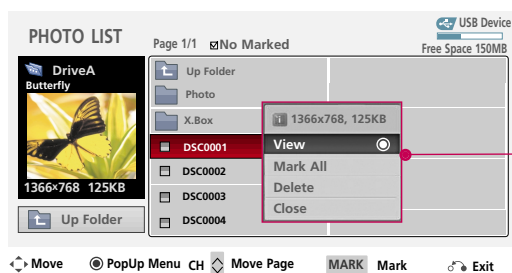 PHOTO LIST
Page 1/1 No Marked
USB Device
Free Space 150MB
DriveA
Butterfly
1366×768 125KB
Up Folder
Up Folder
Photo
X.Box
DSC0001
DSC0002
DSC0003
DSC0004
1366x768, 125KB
View
Mark All
Delete
Close
Move PopUp Menu CH Move Page MARK Mark Exit